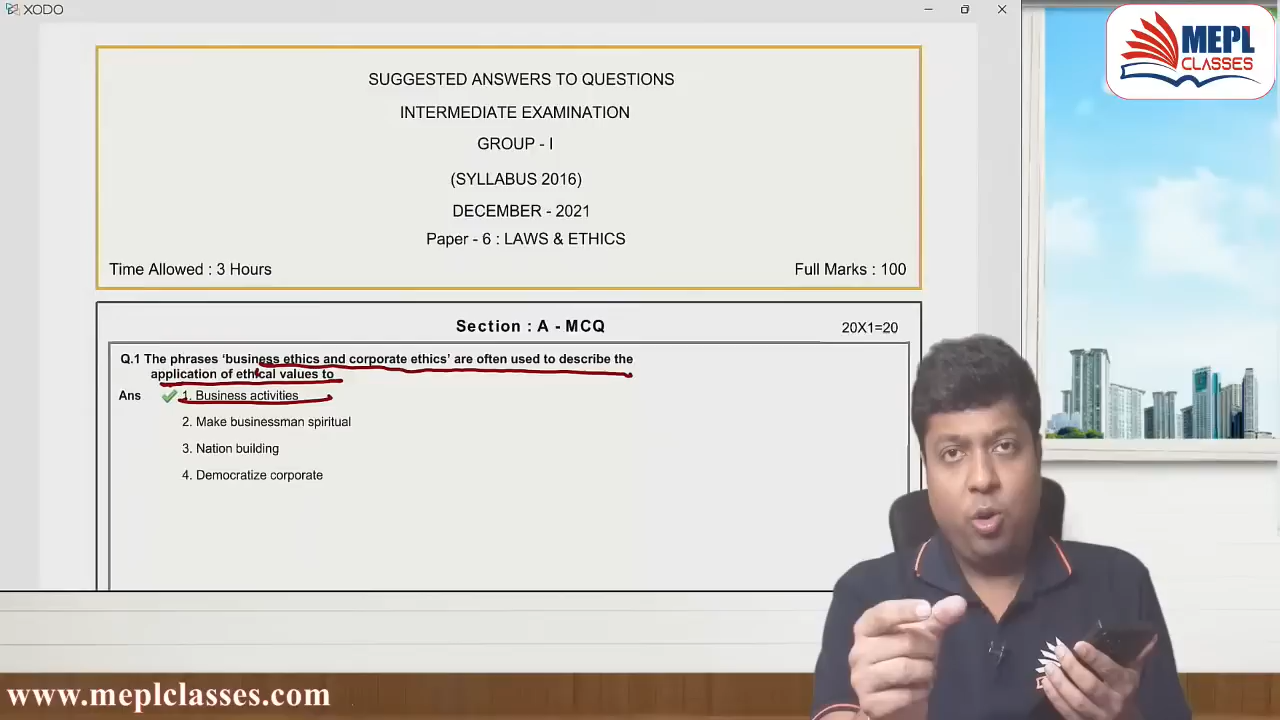 XODO
MEPL
CLASSES
SUGGESTED ANSWERS TO QUESTIONS
INTERMEDIATE EXAMINATION
GROUP - I
(SYLLABUS 2016)
DECEMBER - 2021
Paper - 6 : LAWS & ETHICS
Time Allowed : 3 Hours Full Marks : 100
Section : A - MCQ 20X1=20
Q.1 The phrases ‘business ethics and corporate ethics’ are often used to describe the
application of ethical values to
Ans 1. Business activities
2. Make businessman spiritual
3. Nation building
4. Democratize corporate
www.meplclasses.com